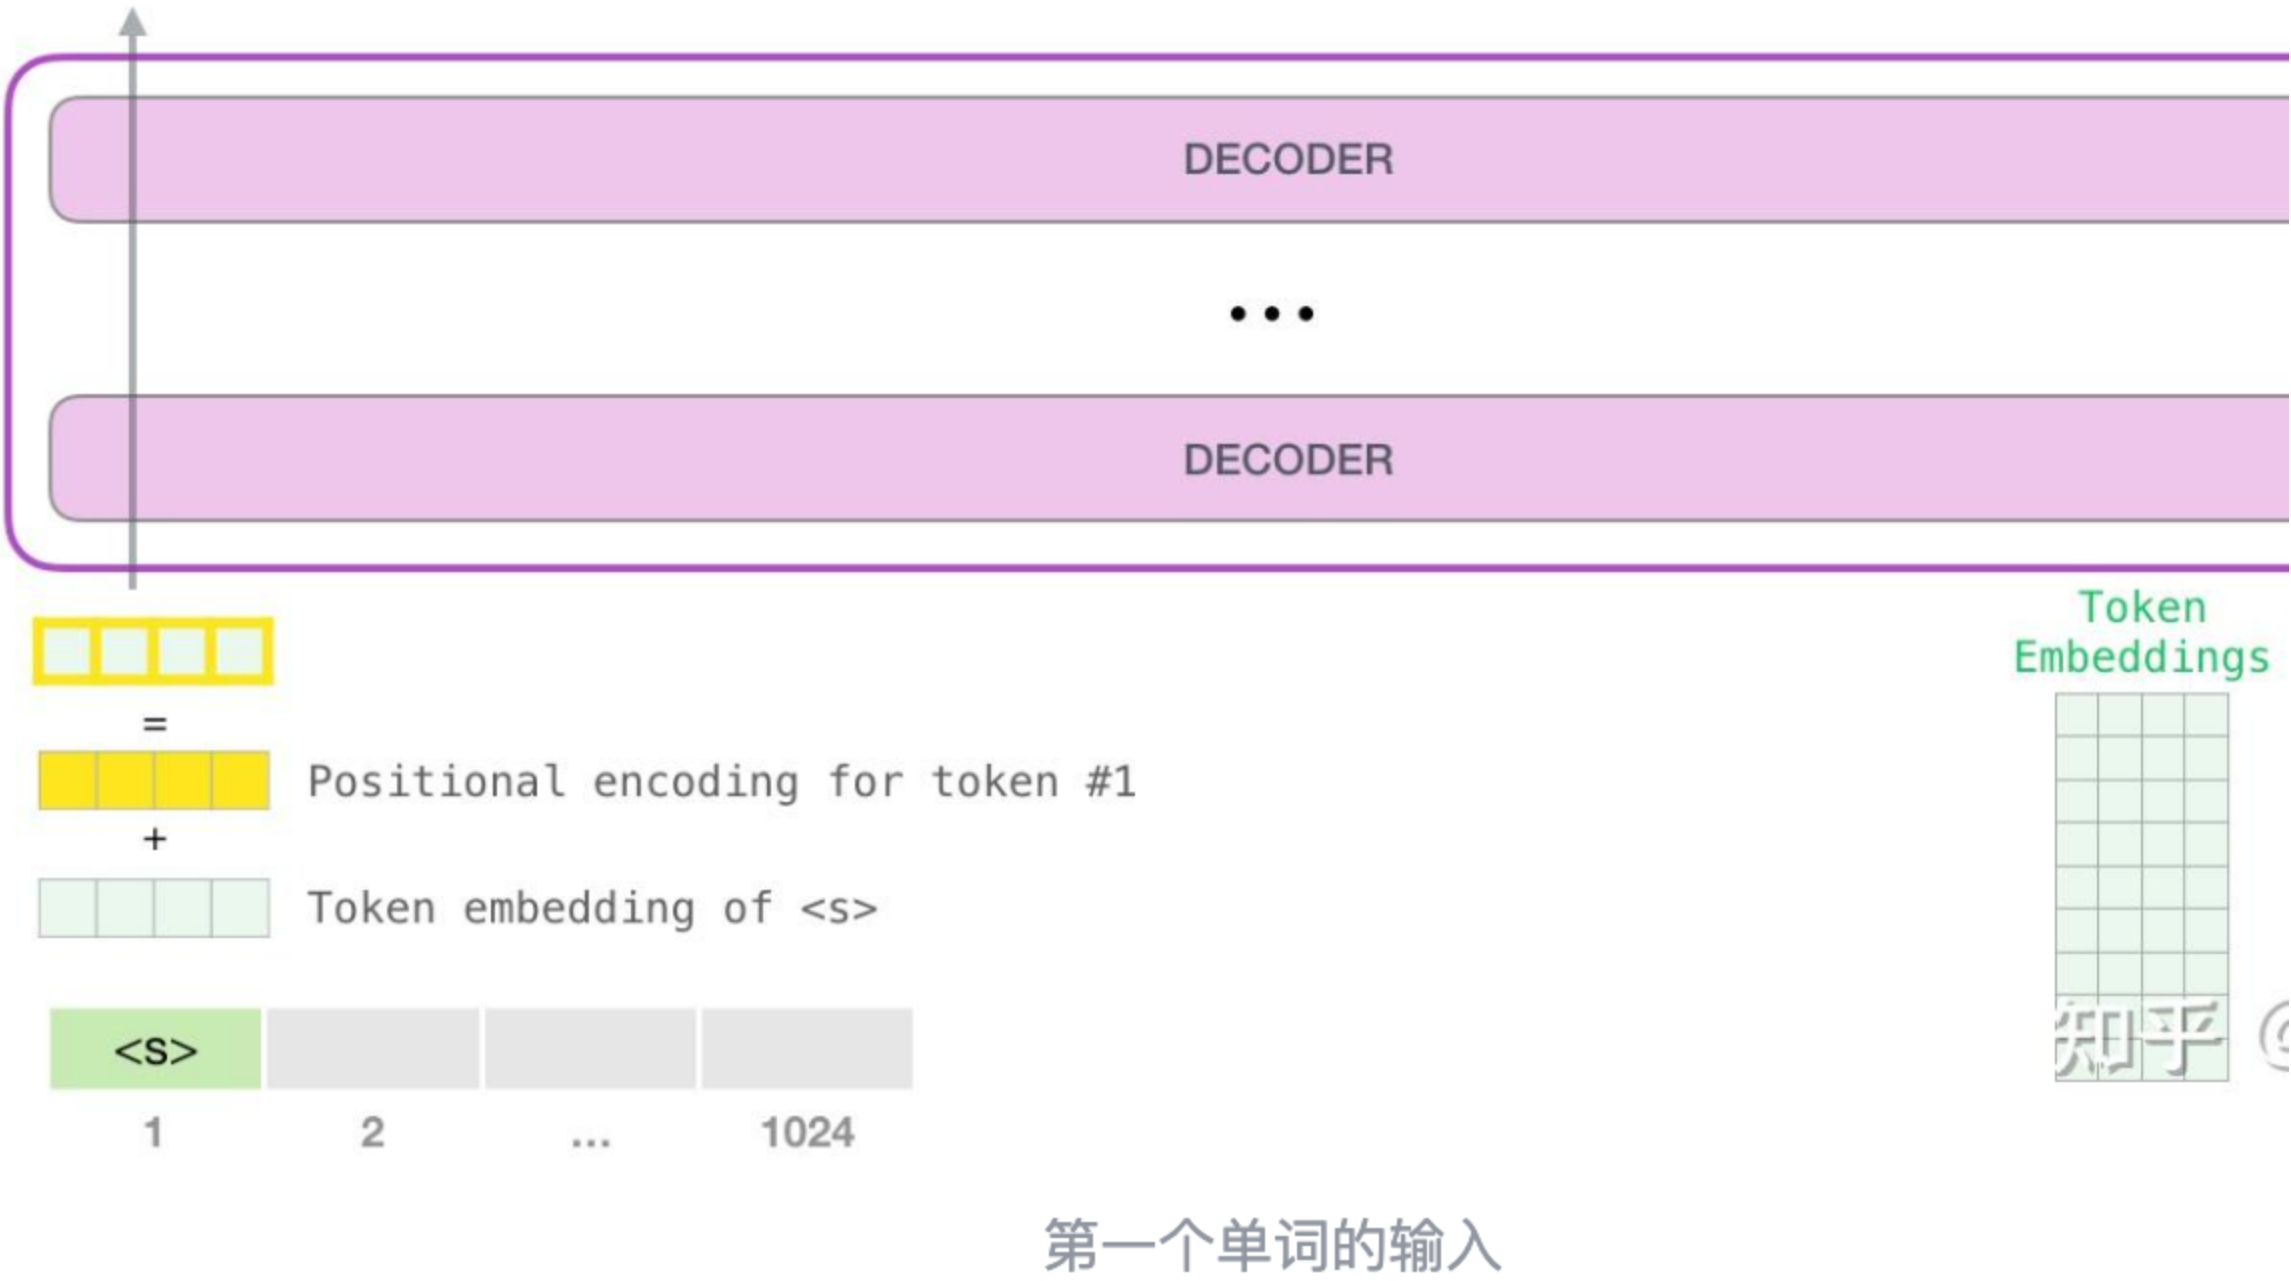 DECODER
...
DECODER
Token
Embeddings
=
Positional encoding for token #1
+
Token embedding of <s>
<s>
1 2 ... 1024
知乎 @
第一个单词的输入